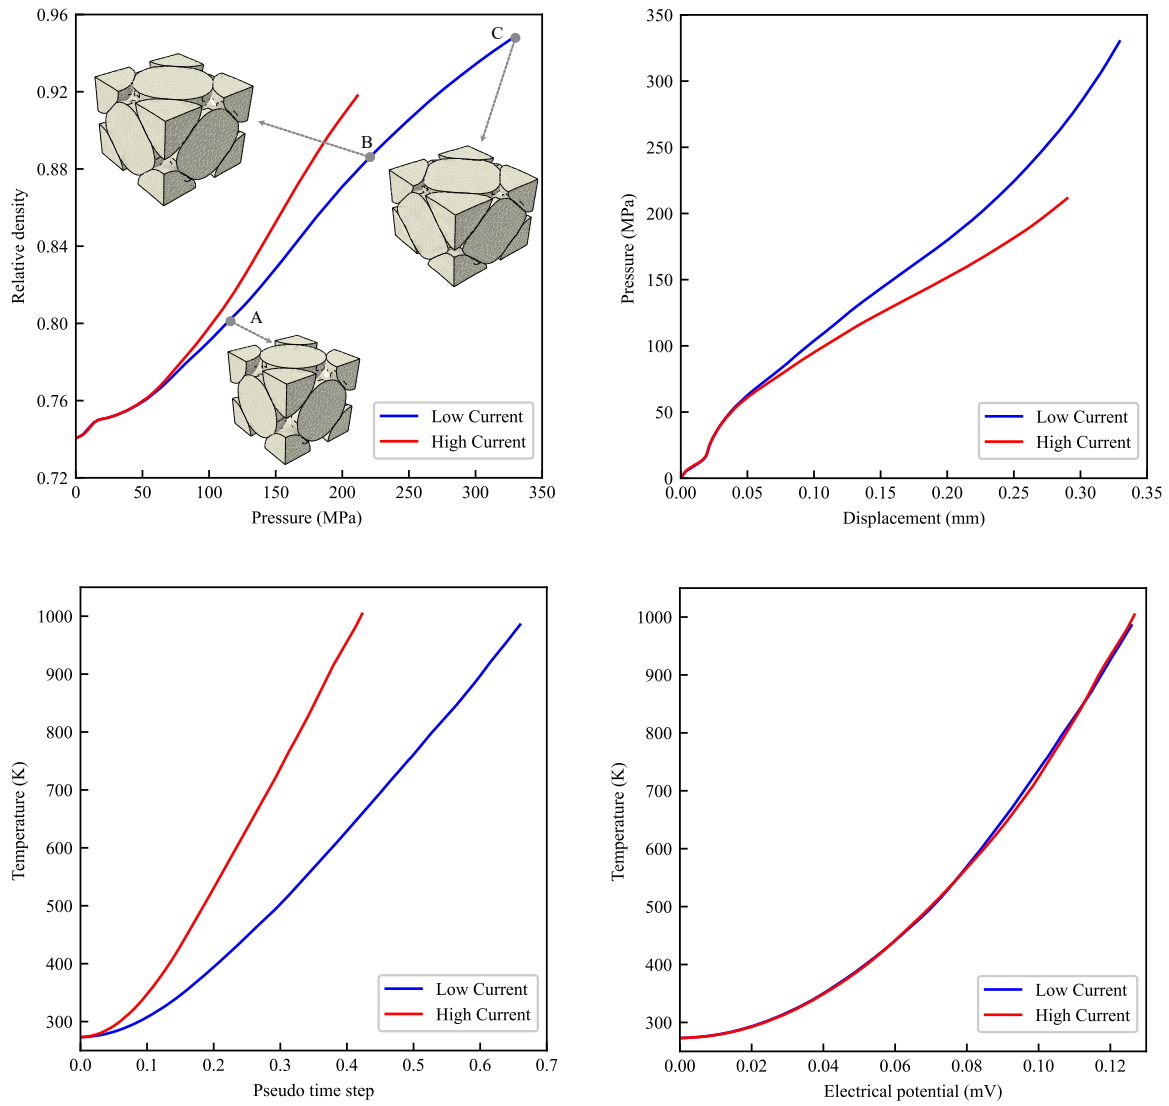 0.96
0.92
0.88
0.84
0.80
0.76
0.72
Relative density
0 50 100 150 200 250 300 350
Pressure (MPa)
A
B
C
Low Current
High Current
350
300
250
200
150
100
50
0
Pressure (MPa)
0.00 0.05 0.10 0.15 0.20 0.25 0.30 0.35
Displacement (mm)
Low Current
High Current
1000
900
800
700
600
500
400
300
Temperature (K)
0.0 0.1 0.2 0.3 0.4 0.5 0.6 0.7
Pseudo time step
Low Current
High Current
1000
900
800
700
600
500
400
300
Temperature (K)
0.00 0.02 0.04 0.06 0.08 0.10 0.12
Electrical potential (mV)
Low Current
High Current